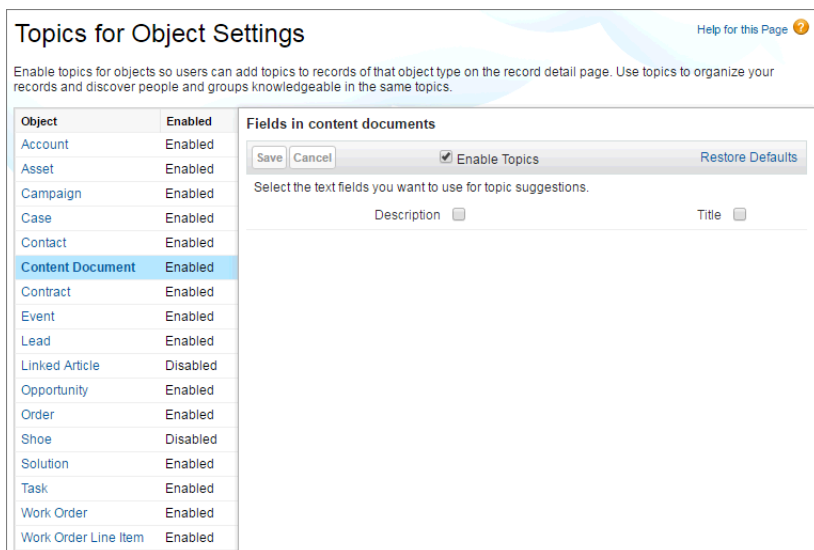 Topics for Object Settings
Help for this Page
Enable topics for objects so users can add topics to records of that object type on the record detail page. Use topics to organize your
records and discover people and groups knowledgeable in the same topics.
Object Enabled
Account Enabled
Asset Enabled
Campaign Enabled
Case Enabled
Contact Enabled
Content Document Enabled
Contract Enabled
Event Enabled
Lead Enabled
Linked Article Disabled
Opportunity Enabled
Order Enabled
Shoe Disabled
Solution Enabled
Task Enabled
Work Order Enabled
Work Order Line Item Enabled
Fields in content documents
Save Cancel Enable Topics Restore Defaults
Select the text fields you want to use for topic suggestions.
Description Title